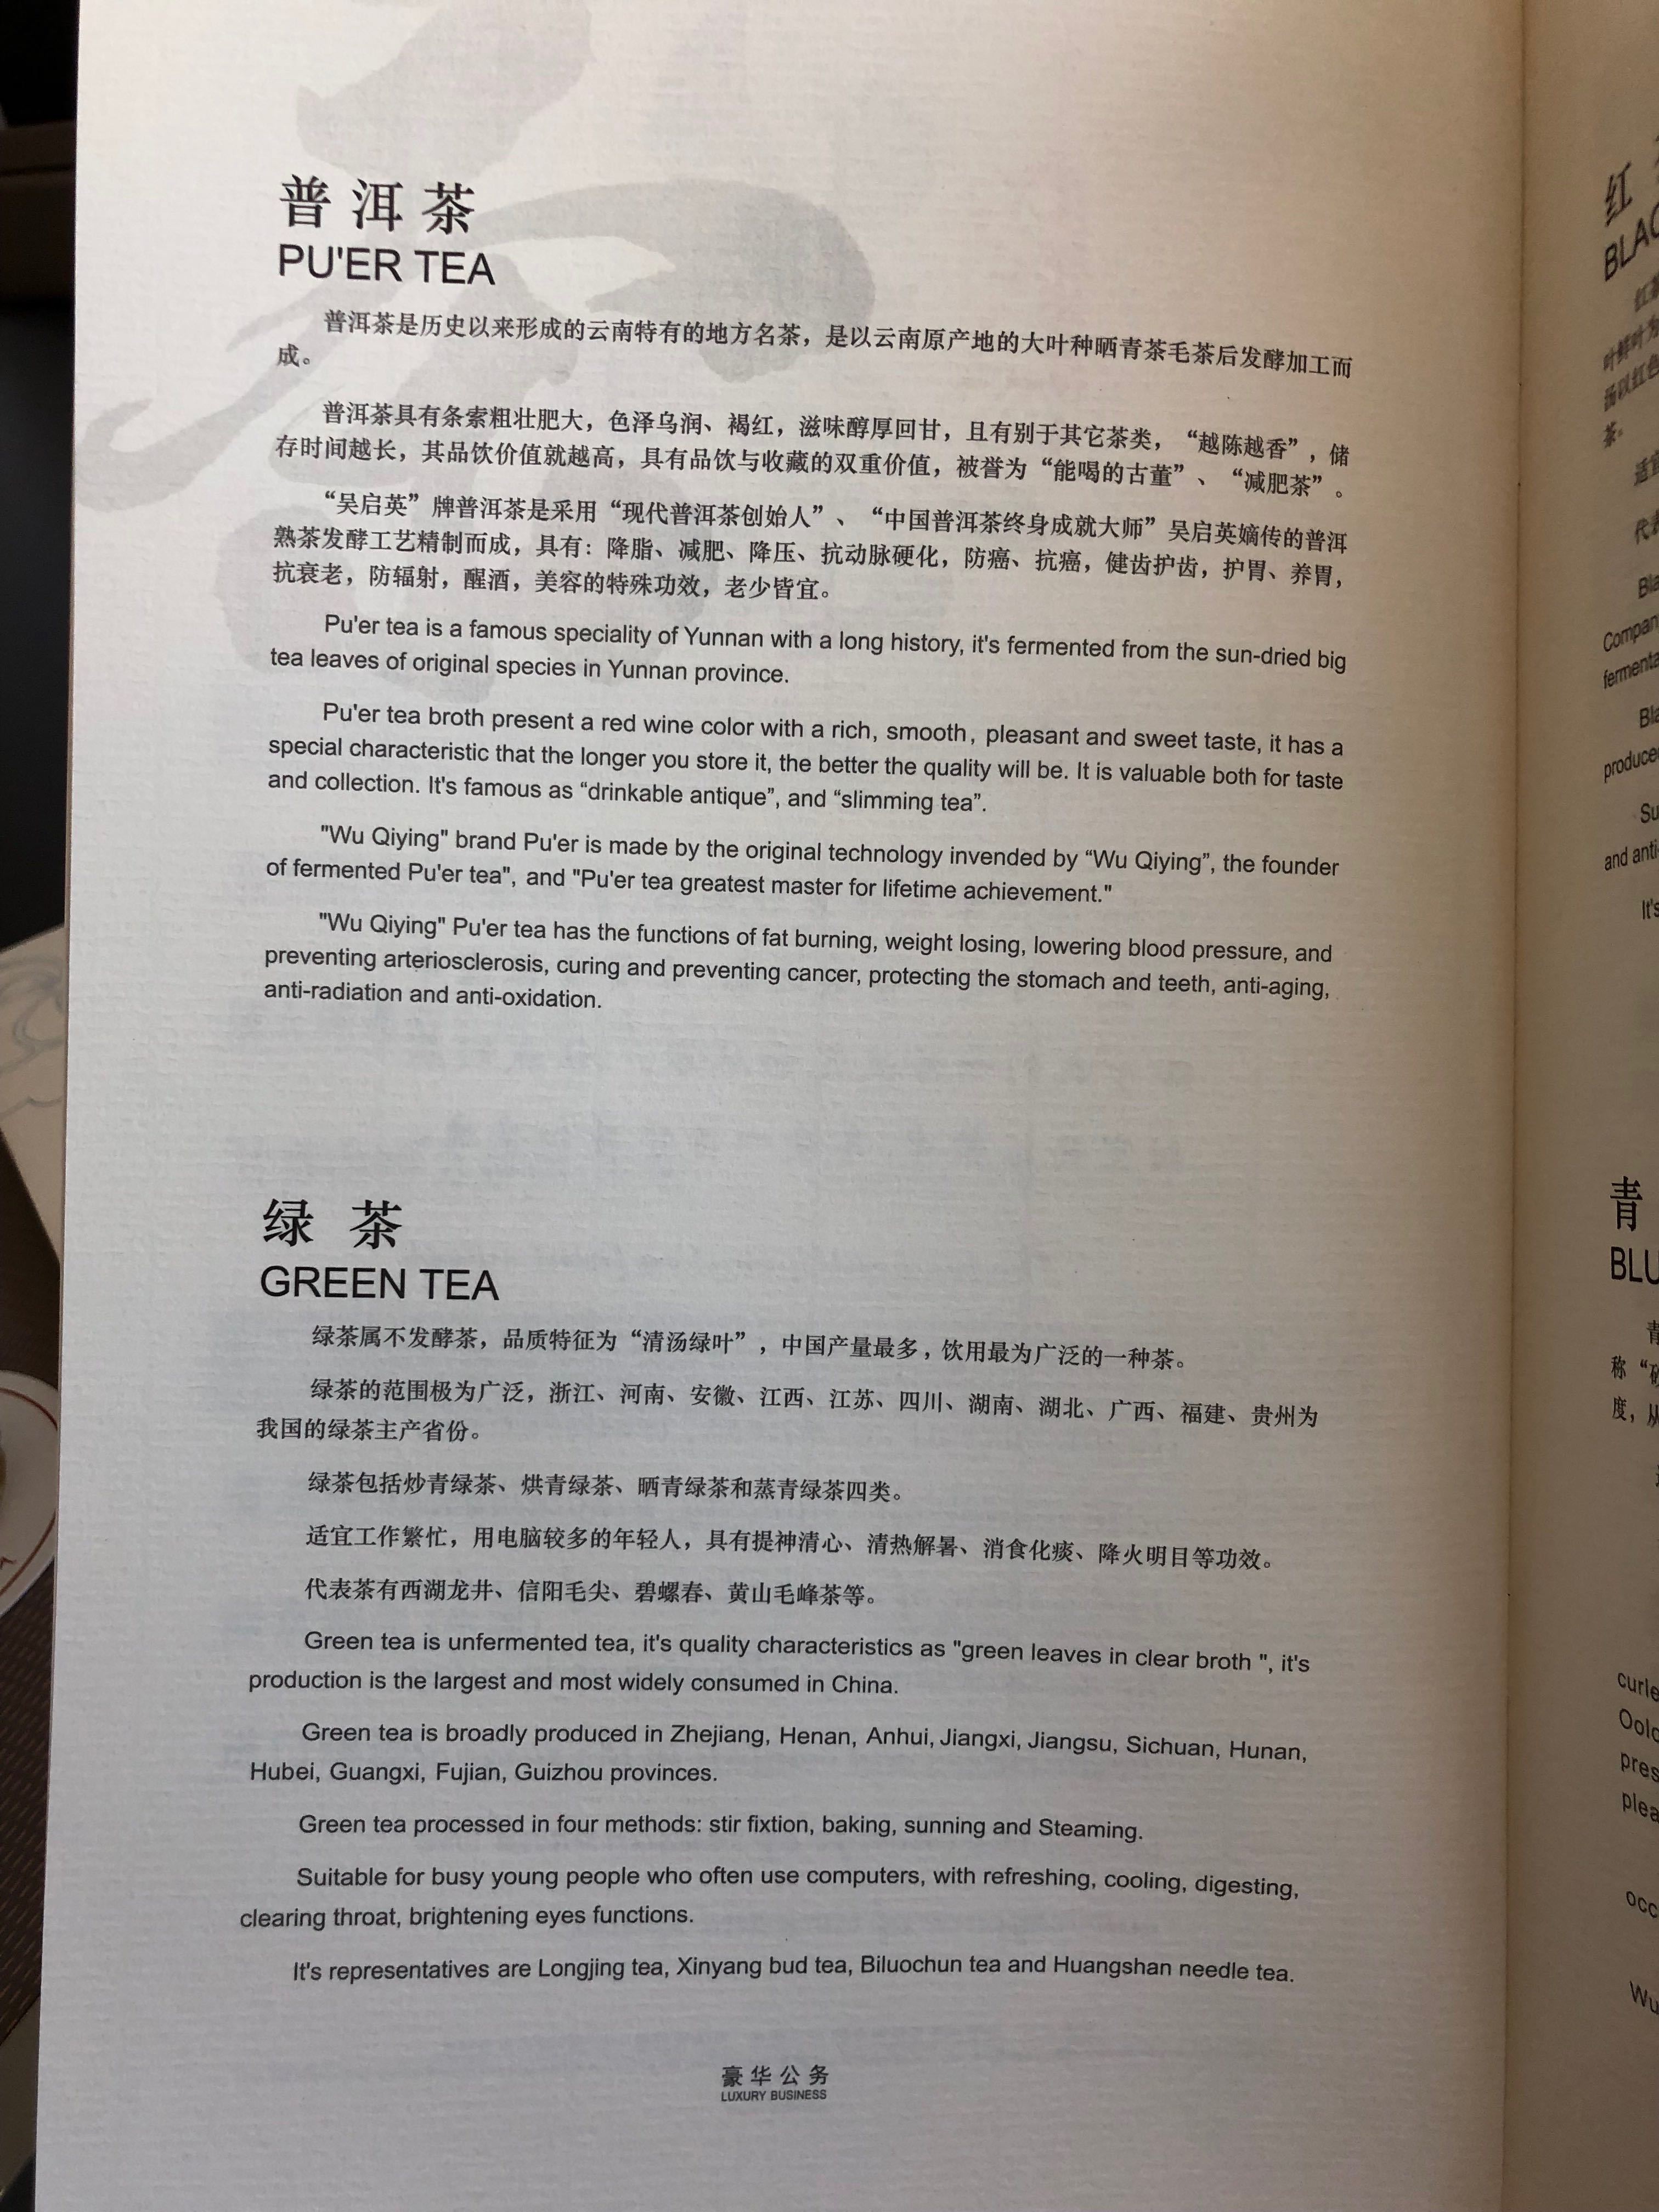 普洱茶
PU'ER TEA
普洱茶是历史以来形成的云南特有的地方名茶，是以云南原产地的大叶种晒青茶毛茶后发酵加工而
成。
普洱茶具有条索粗壮肥大，色泽乌润、褐红，滋味醇厚回甘，且有别于其它茶类，“越陈越香”，储
存时间越长，其品饮价值就越高，具有品饮与收藏的双重价值，被誉为“能喝的古董”、“减肥茶”。
“吴启英”牌普洱茶是采用“现代普洱茶创始人”、“中国普洱茶终身成就大师”吴启英嫡传的普洱
熟茶发酵工艺精制而成，具有：降脂、减肥、降压、抗动脉硬化，防癌、抗癌，健齿护齿，护胃、养胃，
抗衰老，防辐射，醒酒，美容的特殊功效，老少皆宜。
Pu'er tea is a famous speciality of Yunnan with a long history, it's fermented from the sun-dried big
tea leaves of original species in Yunnan province.
Pu'er tea broth present a red wine color with a rich, smooth, pleasant and sweet taste, it has a
special characteristic that the longer you store it, the better the quality will be. It is valuable both for taste
and collection. It's famous as “drinkable antique”, and “slimming tea”.
"Wu Qiying" brand Pu'er is made by the original technology invended by “Wu Qiying”, the founder
of fermented Pu'er tea", and "Pu'er tea greatest master for lifetime achievement."
"Wu Qiying" Pu'er tea has the functions of fat burning, weight losing, lowering blood pressure, and
preventing arteriosclerosis, curing and preventing cancer, protecting the stomach and teeth, anti-aging,
anti-radiation and anti-oxidation.
绿茶
GREEN TEA
绿茶属不发酵茶，品质特征为“清汤绿叶”，中国产量最多，饮用最为广泛的一种茶。
绿茶的范围极为广泛，浙江、河南、安徽、江西、江苏、四川、湖南、湖北、广西、福建、贵州为
我国的绿茶主产省份。
绿茶包括炒青绿茶、烘青绿茶、晒青绿茶和蒸青绿茶四类。
适宜工作繁忙，用电脑较多的年轻人，具有提神清心、清热解暑、消食化痰、降火明目等功效。
代表茶有西湖龙井、信阳毛尖、碧螺春、黄山毛峰茶等。
Green tea is unfermented tea, it's quality characteristics as "green leaves in clear broth ", it's
production is the largest and most widely consumed in China.
Green tea is broadly produced in Zhejiang, Henan, Anhui, Jiangxi, Jiangsu, Sichuan, Hunan,
Hubei, Guangxi, Fujian, Guizhou provinces.
Green tea processed in four methods: stir fixtion, baking, sunning and Steaming.
Suitable for busy young people who often use computers, with refreshing, cooling, digesting,
clearing throat, brightening eyes functions.
It's representatives are Longjing tea, Xinyang bud tea, Biluochun tea and Huangshan needle tea.
豪华公务
LUXURY BUSINESS
红
青
称
度，从
and anti
It's